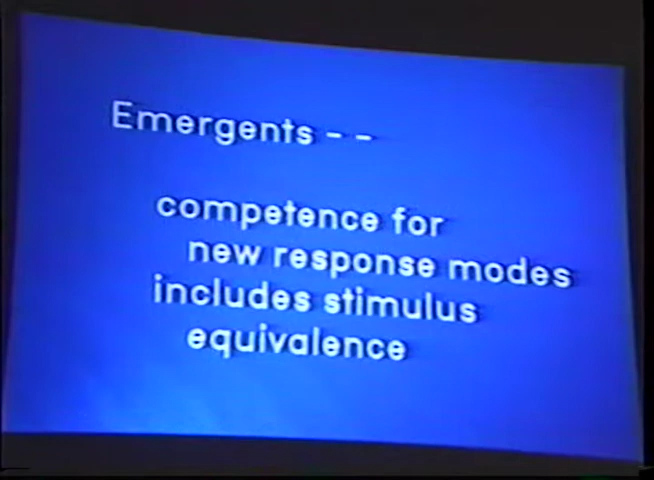 Emergents - -
competence for
new response modes
includes stimulus
equivalence